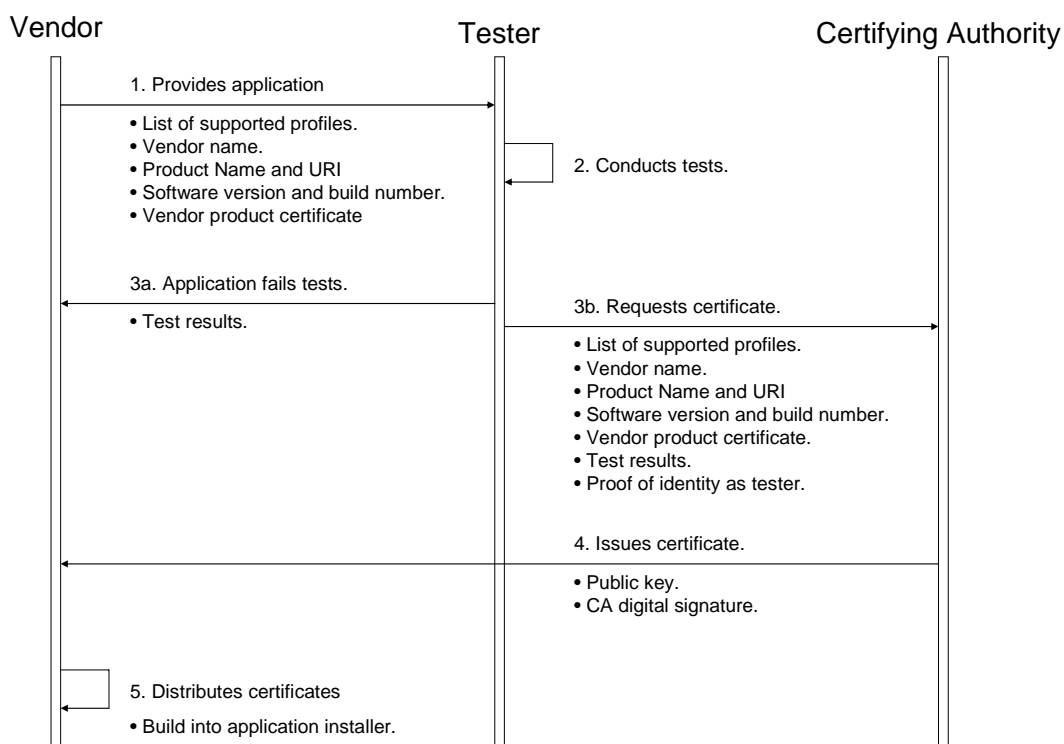 Vendor
Tester
Certifying Authority
1. Provides application
• List of supported profiles.
• Vendor name.
• Product Name and URI
• Software version and build number.
• Vendor product certificate
2. Conducts tests.
3a. Application fails tests.
• Test results.
3b. Requests certificate.
• List of supported profiles.
• Vendor name.
• Product Name and URI
• Software version and build number.
• Vendor product certificate.
• Test results.
• Proof of identity as tester.
4. Issues certificate.
• Public key.
• CA digital signature.
5. Distributes certificates
• Build into application installer.